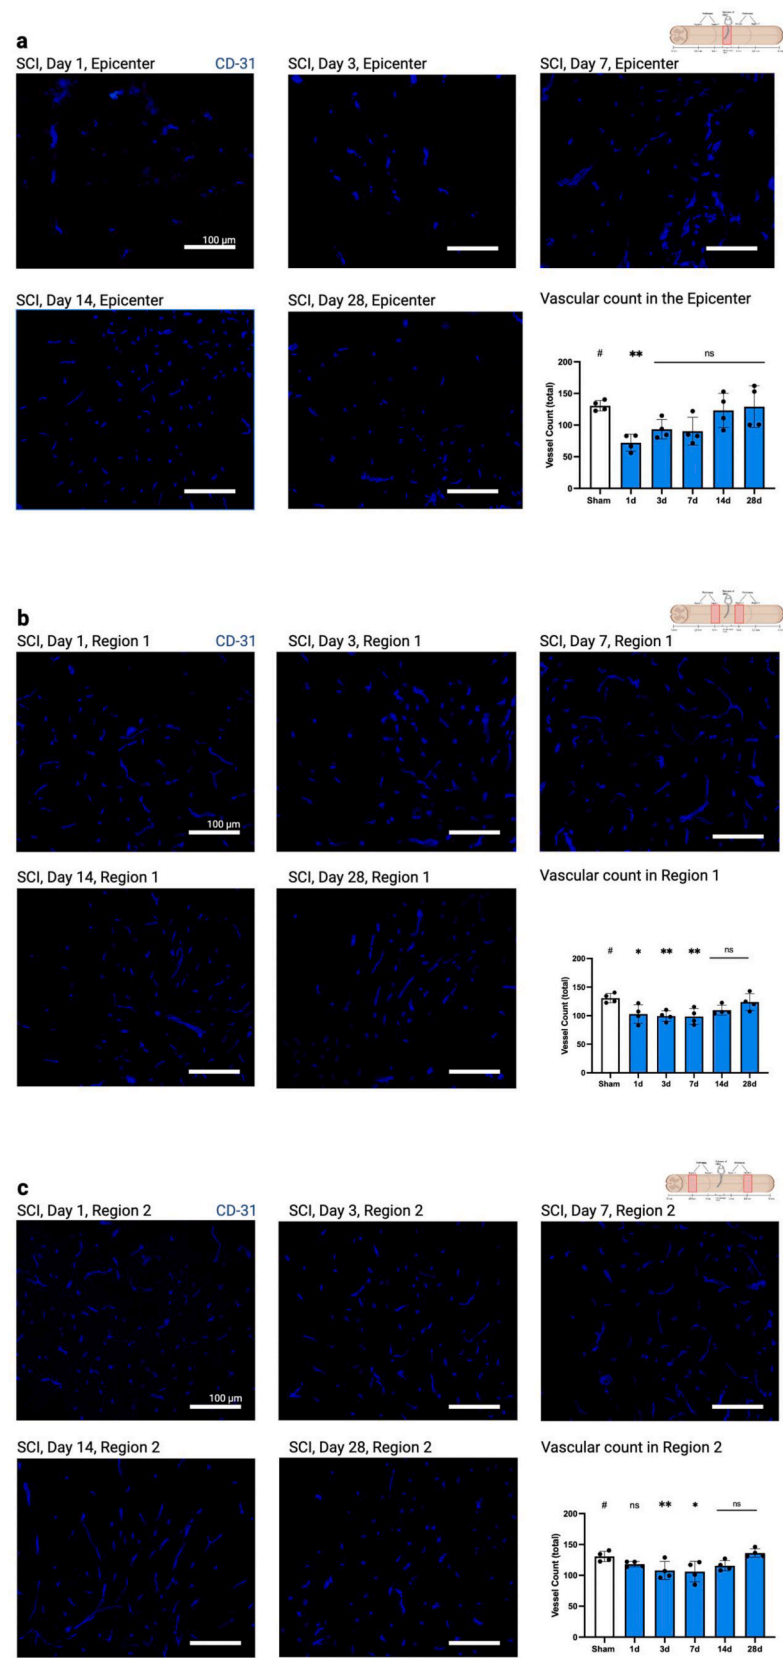 a
SCI, Day 1, Epicenter CD-31
SCI, Day 3, Epicenter
SCI, Day 7, Epicenter
100 µm
SCI, Day 14, Epicenter
SCI, Day 28, Epicenter
Vascular count in the Epicenter
# ** ns
200
150
100
50
0
Vessel Count (total)
Sham 1d 3d 7d 14d 28d
b
SCI, Day 1, Region 1 CD-31
SCI, Day 3, Region 1
SCI, Day 7, Region 1
100 µm
SCI, Day 14, Region 1
SCI, Day 28, Region 1
Vascular count in Region 1
# * ** ** ns
200
150
100
50
0
Vessel Count (total)
Sham 1d 3d 7d 14d 28d
c
SCI, Day 1, Region 2 CD-31
SCI, Day 3, Region 2
SCI, Day 7, Region 2
100 µm
SCI, Day 14, Region 2
SCI, Day 28, Region 2
Vascular count in Region 2
# ns ** * ns
200
150
100
50
0
Vessel Count (total)
Sham 1d 3d 7d 14d 28d